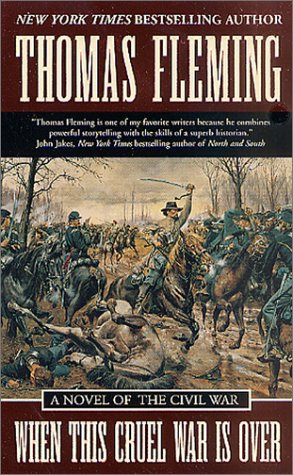 NEW YORK TIMES BESTSELLING AUTHOR
THOMAS FLEMING
"Thomas Fleming is one of my favorite writers because he combines
powerful storytelling with the skills of a superb historian."
John Jakes, New York Times bestselling author of North and South
A NOVEL OF THE CIVIL WAR
WHEN THIS CRUEL WAR IS OVER